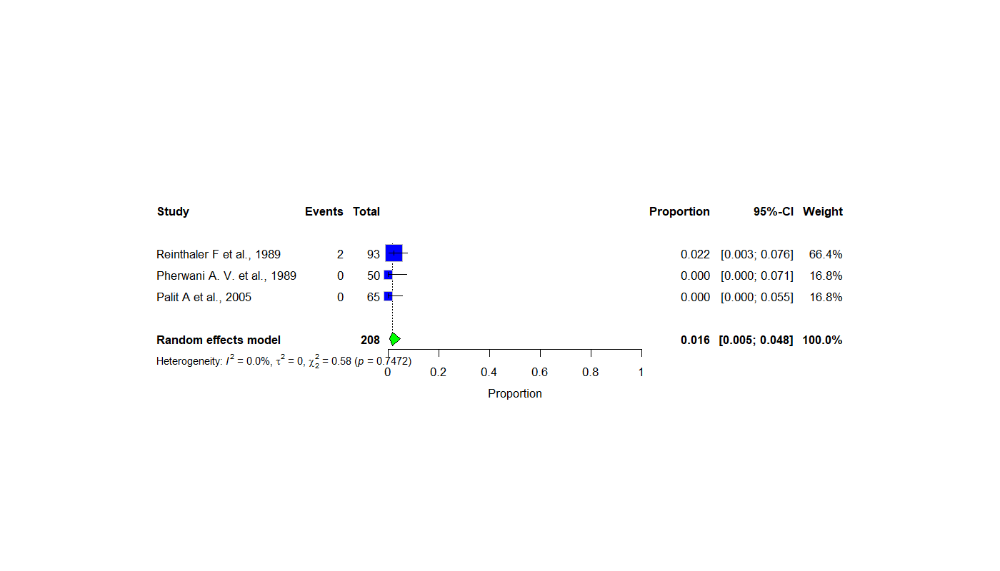 Study Events Total Proportion 95%-CI Weight
Reinthaler F et al., 1989 2 93 0.022 [0.003; 0.076] 66.4%
Pherwani A. V. et al., 1989 0 50 0.000 [0.000; 0.071] 16.8%
Palit A et al., 2005 0 65 0.000 [0.000; 0.055] 16.8%
Random effects model 208 0.016 [0.005; 0.048] 100.0%
Heterogeneity: I² = 0.0%, τ² = 0, χ²₂ = 0.58 (p = 0.7472)
0 0.2 0.4 0.6 0.8 1
Proportion